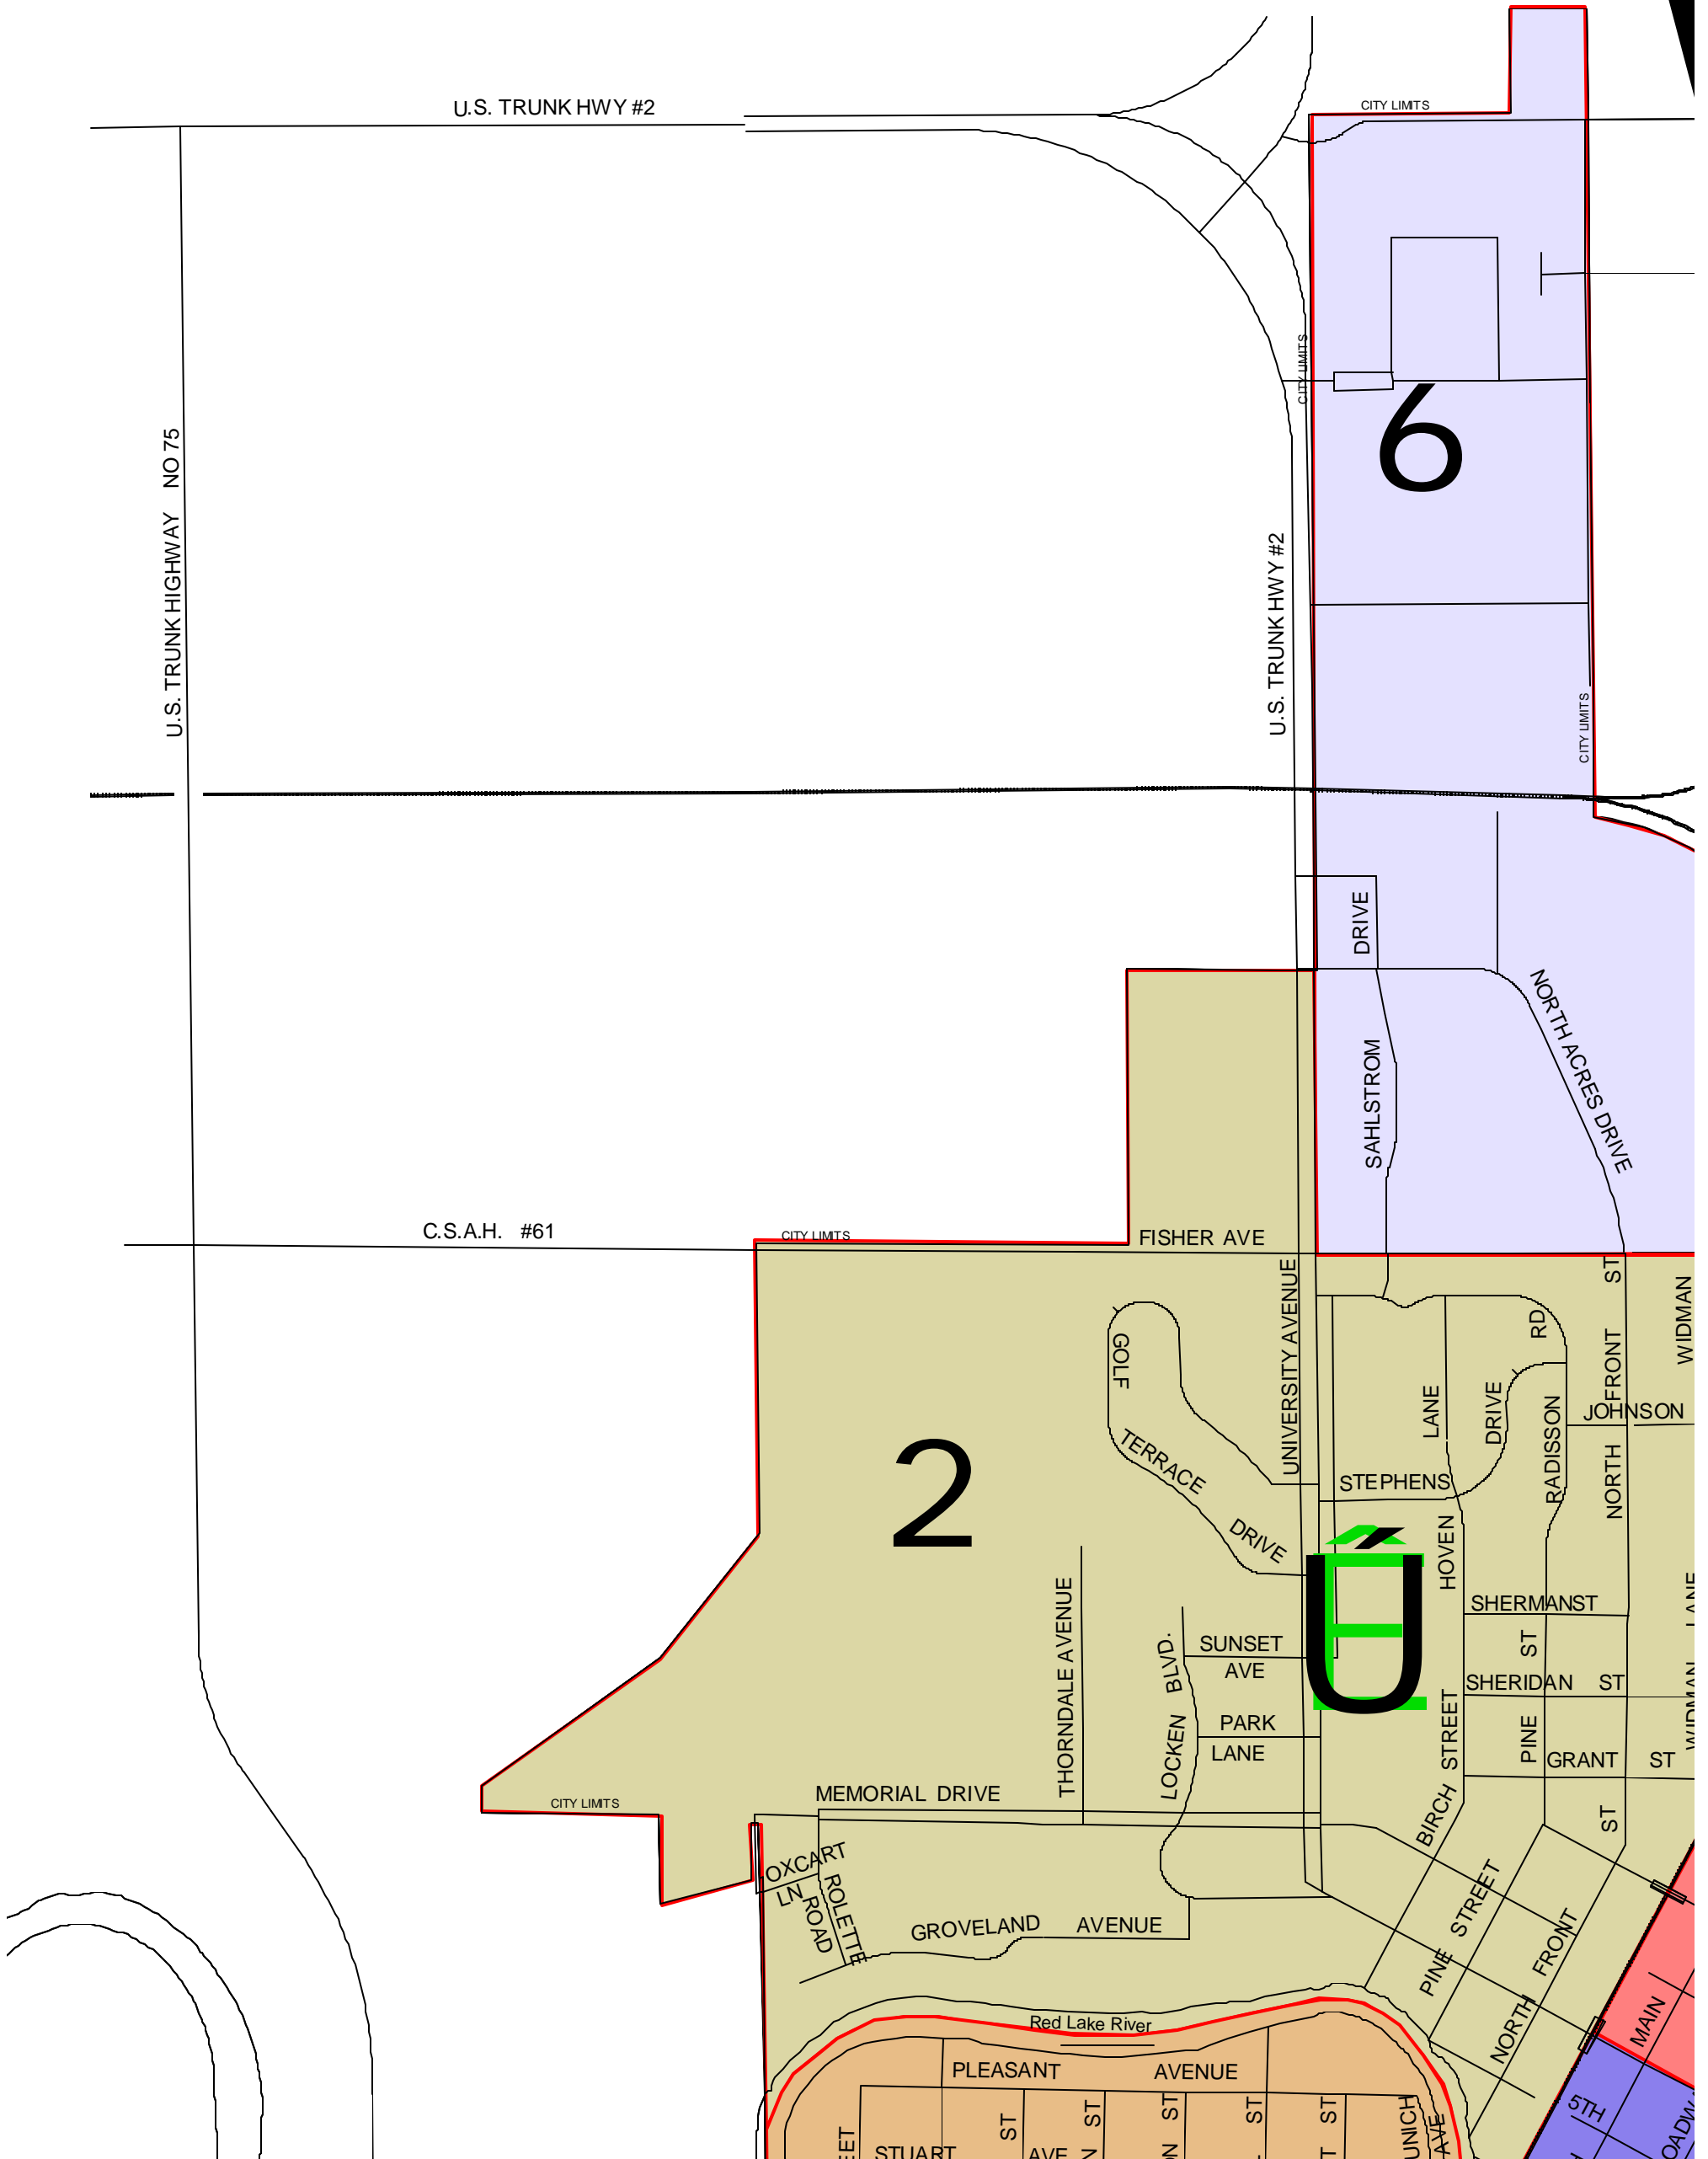 U.S. TRUNK HWY #2
CITY LIMITS
CITY LIMITS
6
U.S. TRUNK HIGHWAY NO 75
U.S. TRUNK HWY #2
CITY LIMITS
DRIVE
SAHLSTROM
NORTH ACRES DRIVE
C.S.A.H. #61
CITY LIMITS
FISHER AVE
UNIVERSITY AVENUE
GOLF
TERRACE
DRIVE
2
LANE
HOVEN
DRIVE
STEPHENS
RD
RADISSON
ST
FRONT
NORTH
WIDMAN
JOHNSON
Ú
SHERMAN ST
THORNDALE AVENUE
LOCKEN BLVD.
SUNSET
AVE
ST
PINE
SHERIDAN ST
LANE
WIDMAN
PARK
LANE
STREET
BIRCH
GRANT ST
ST
MEMORIAL DRIVE
CITY LIMITS
OXCART
LN
ROLETTE
ROAD
GROVELAND AVENUE
PINE STREET
FRONT
NORTH
MAIN
Red Lake River
PLEASANT AVENUE
5TH
ST
ST
ST
ST
ST
AVE
STUART
AVE